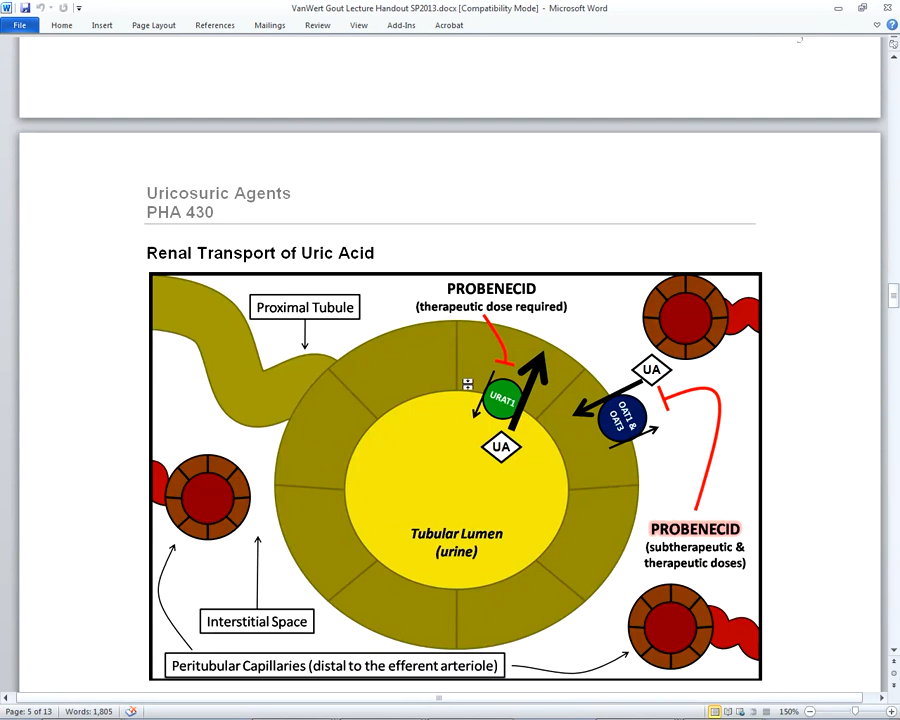 VanWert Gout Lecture Handout SP2013.docx [Compatibility Mode] - Microsoft Word
File Home Insert Page Layout References Mailings Review View Add-Ins Acrobat
Uricosuric Agents
PHA 430
Renal Transport of Uric Acid
PROBENECID
(therapeutic dose required)
Proximal Tubule
UA
URAT1
OAT1 &
OAT3
UA
Tubular Lumen
(urine)
PROBENECID
(subtherapeutic &
therapeutic doses)
Interstitial Space
Peritubular Capillaries (distal to the efferent arteriole)
Page: 5 of 13
Words: 1,805
150%